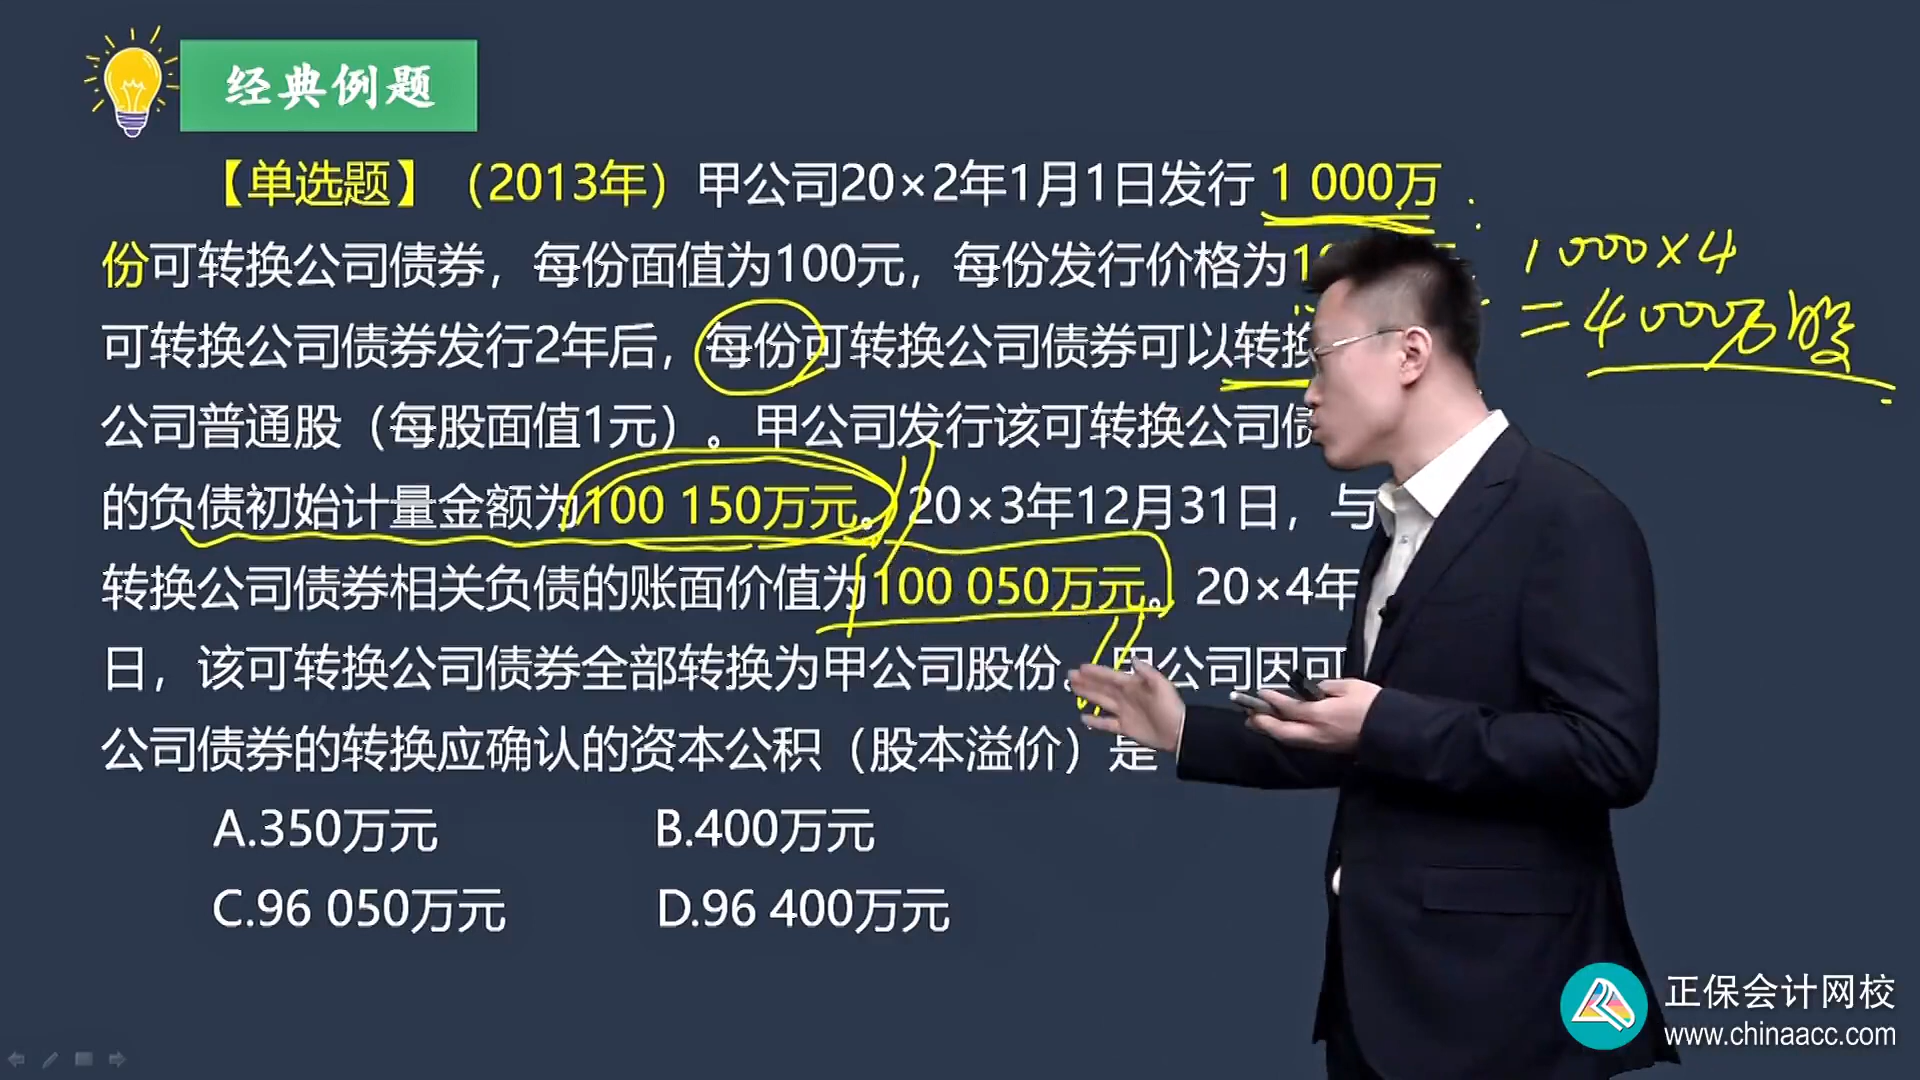 经典例题
【单选题】（2013年）甲公司20×2年1月1日发行 1 000万
份可转换公司债券，每份面值为100元，每份发行价格为1
可转换公司债券发行2年后，每份可转换公司债券可以转换
公司普通股（每股面值1元）。甲公司发行该可转换公司债
的负债初始计量金额为100 150万元。20×3年12月31日，与
转换公司债券相关负债的账面价值为100 050万元。20×4年
日，该可转换公司债券全部转换为甲公司股份。甲公司因可
公司债券的转换应确认的资本公积（股本溢价）是
A.350万元 B.400万元
C.96 050万元 D.96 400万元
1000×4
=4000万股
正保会计网校
www.chinaacc.com